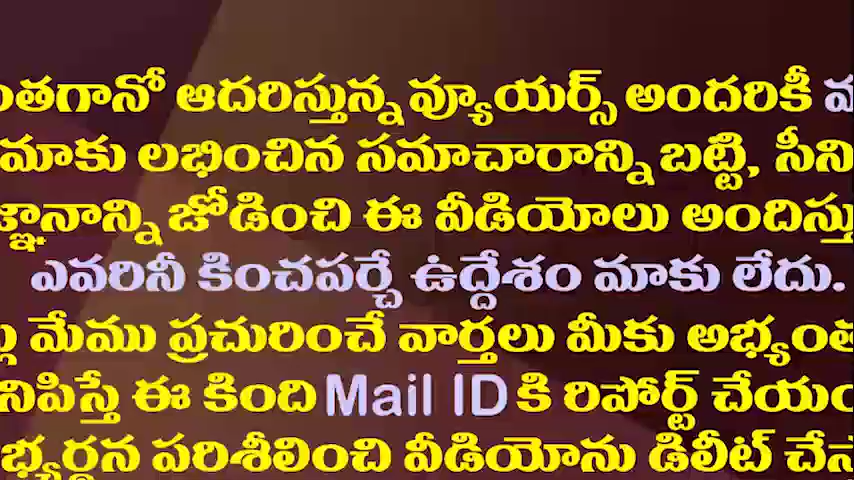 ంతగానో ఆదరిస్తున్న వ్యూయర్స్ అందరికీ
మాకు లభించిన సమాచారాన్ని బట్టి, సీని
జ్ఞానాన్ని జోడించి ఈ వీడియోలు అందిస్తు
ఎవరినీ కించపర్చే ఉద్దేశం మాకు లేదు.
మేము ప్రచురించే వార్తలు మీకు అభ్యంత
నిపిస్తే ఈ కింది Mail ID కి రిపోర్ట్ చేయం
భ్యర్థన పరిశీలించి వీడియోను డిలీట్ చే